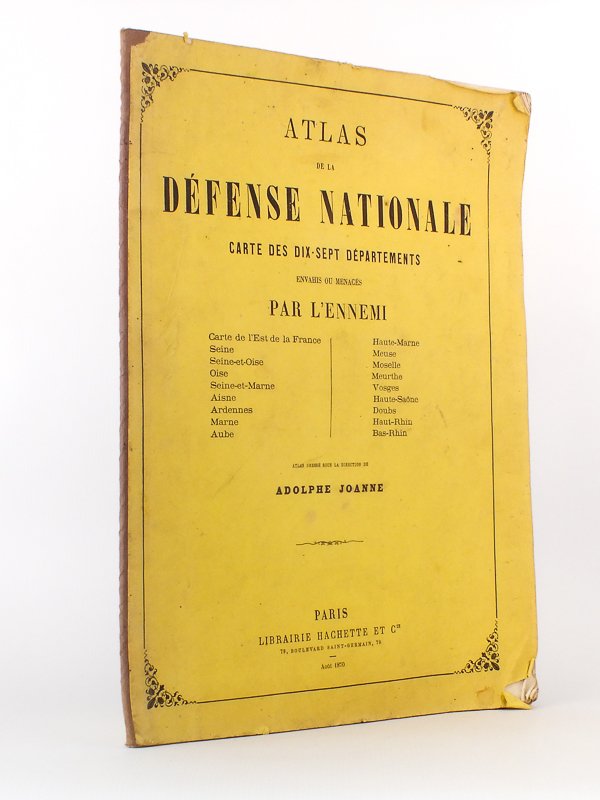 ATLAS
DE LA
DÉFENSE NATIONALE
CARTE DES DIX-SEPT DÉPARTEMENTS
ENVAHIS OU MENACÉS
PAR L'ENNEMI
Carte de l'Est de la France
Seine
Seine-et-Oise
Oise
Seine-et-Marne
Aisne
Ardennes
Marne
Aube
Haute-Marne
Meuse
Moselle
Meurthe
Vosges
Haute-Saône
Doubs
Haut-Rhin
Bas-Rhin
ATLAS DRESSÉ SOUS LA DIRECTION DE
ADOLPHE JOANNE
PARIS
LIBRAIRIE HACHETTE ET Cie
79, BOULEVARD SAINT-GERMAIN, 79
Août 1870